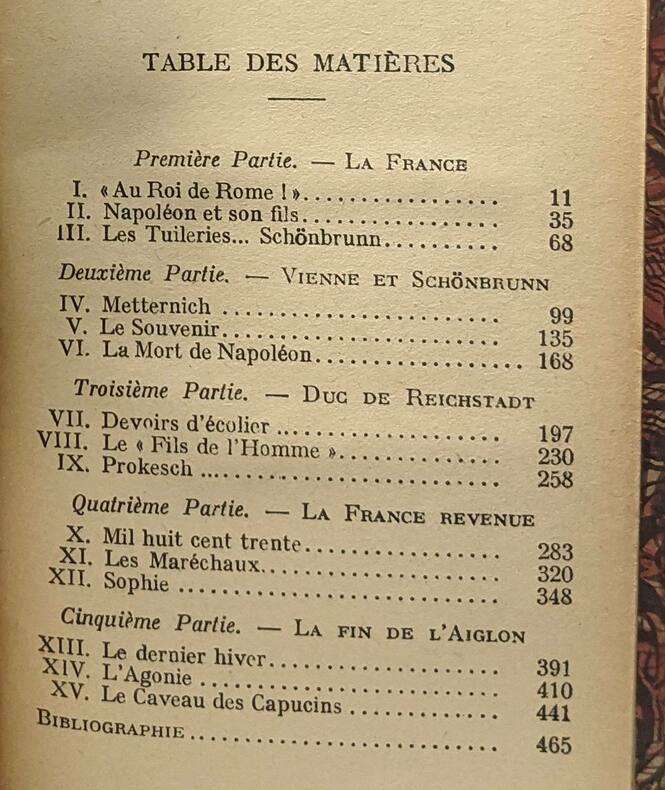 TABLE DES MATIÈRES
Première Partie. — LA FRANCE
I. « Au Roi de Rome ! ».................. 11
II. Napoléon et son fils.................. 35
III. Les Tuileries... Schönbrunn.......... 68
Deuxième Partie. — VIENNE ET SCHÖNBRUNN
IV. Metternich ......................... 99
V. Le Souvenir......................... 135
VI. La Mort de Napoléon.................. 168
Troisième Partie. — DUC DE REICHSTADT
VII. Devoirs d'écolier .................... 197
VIII. Le « Fils de l'Homme »............... 230
IX. Prokesch ........................... 258
Quatrième Partie. — LA FRANCE REVENUE
X. Mil huit cent trente.................. 283
XI. Les Maréchaux...................... 320
XII. Sophie ............................. 348
Cinquième Partie. — LA FIN DE L'AIGLON
XIII. Le dernier hiver..................... 391
XIV. L'Agonie ........................... 410
XV. Le Caveau des Capucins .............. 441
BIBLIOGRAPHIE ............................ 465